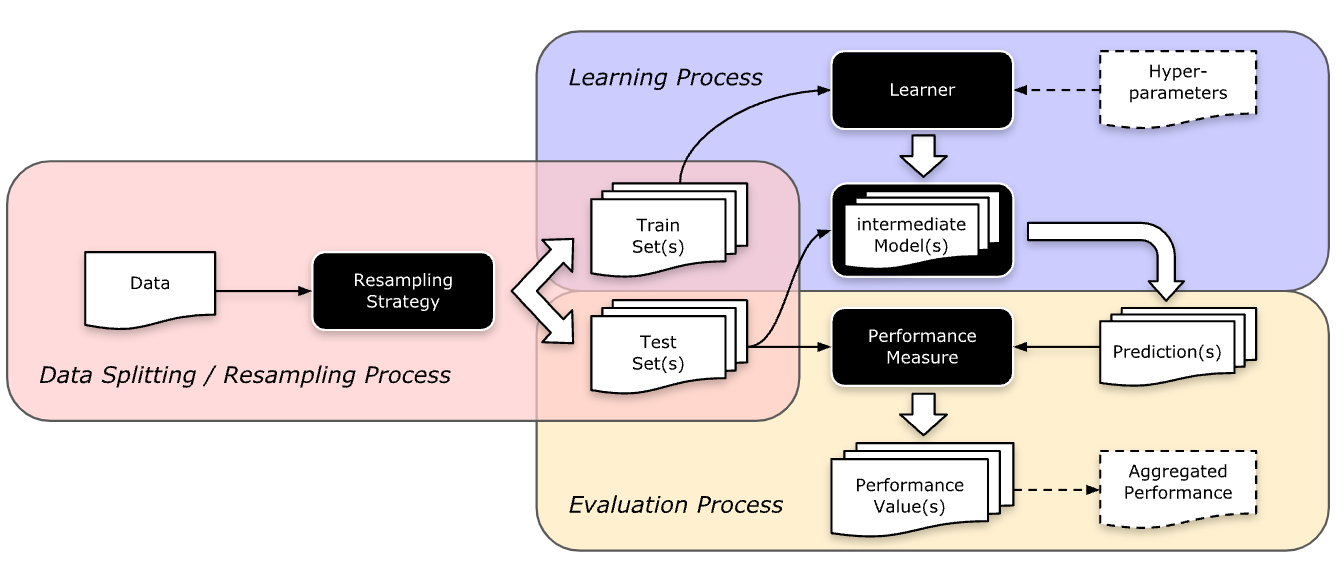 Learning Process
Learner
Hyper-
parameters
Train
Set(s)
intermediate
Model(s)
Data
Resampling
Strategy
Data Splitting / Resampling Process
Test
Set(s)
Performance
Measure
Prediction(s)
Evaluation Process
Performance
Value(s)
Aggregated
Performance